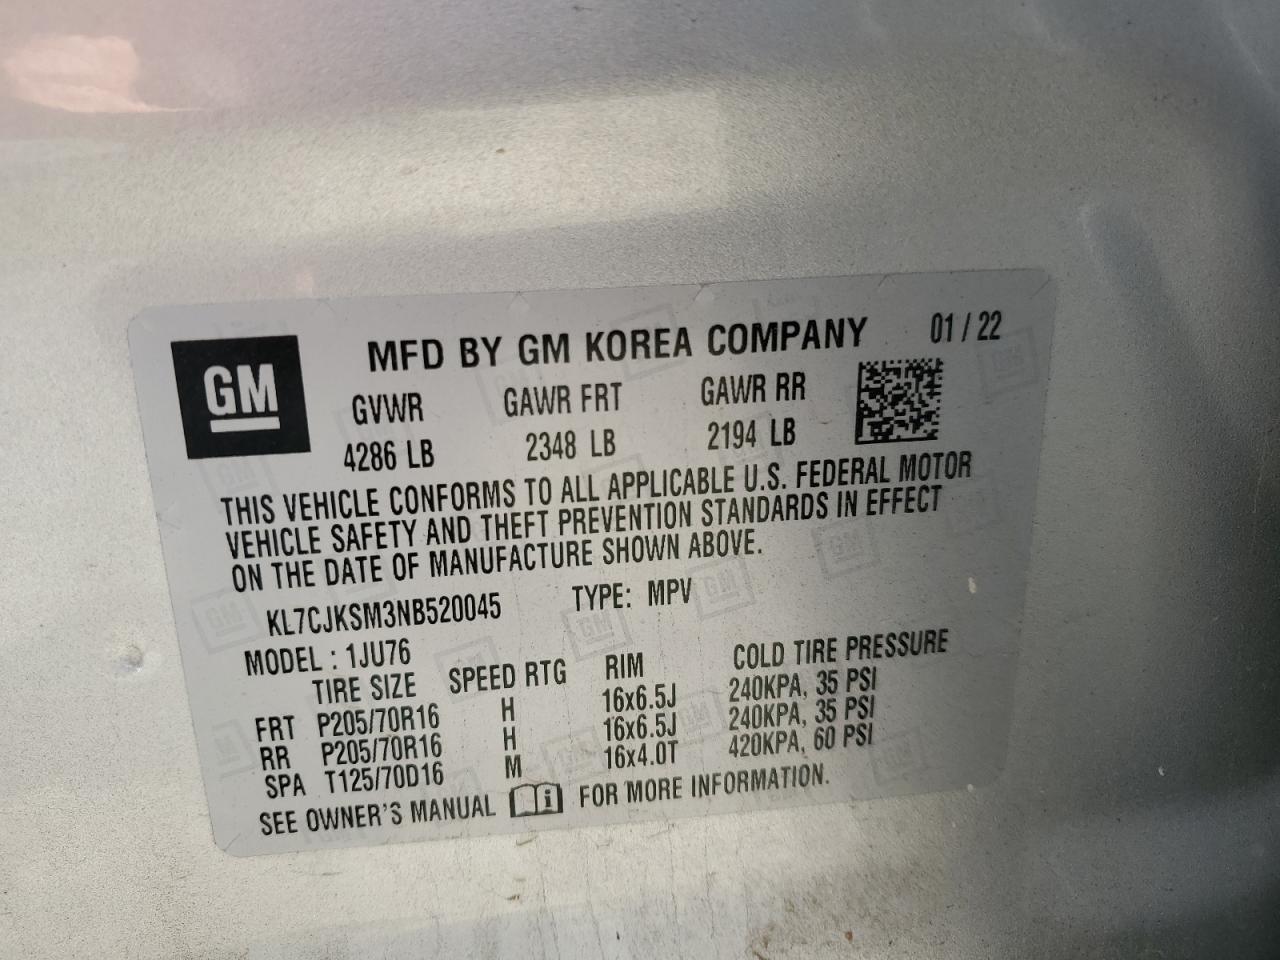 GM
MFD BY GM KOREA COMPANY 01 / 22
GVWR GAWR FRT GAWR RR
4286 LB 2348 LB 2194 LB
THIS VEHICLE CONFORMS TO ALL APPLICABLE U.S. FEDERAL MOTOR
VEHICLE SAFETY AND THEFT PREVENTION STANDARDS IN EFFECT
ON THE DATE OF MANUFACTURE SHOWN ABOVE.
KL7CJKSM3NB520045 TYPE: MPV
MODEL : 1JU76
TIRE SIZE SPEED RTG RIM COLD TIRE PRESSURE
FRT P205/70R16 H 16x6.5J 240KPA, 35 PSI
RR P205/70R16 H 16x6.5J 240KPA, 35 PSI
SPA T125/70D16 M 16x4.0T 420KPA, 60 PSI
SEE OWNER'S MANUAL i FOR MORE INFORMATION.